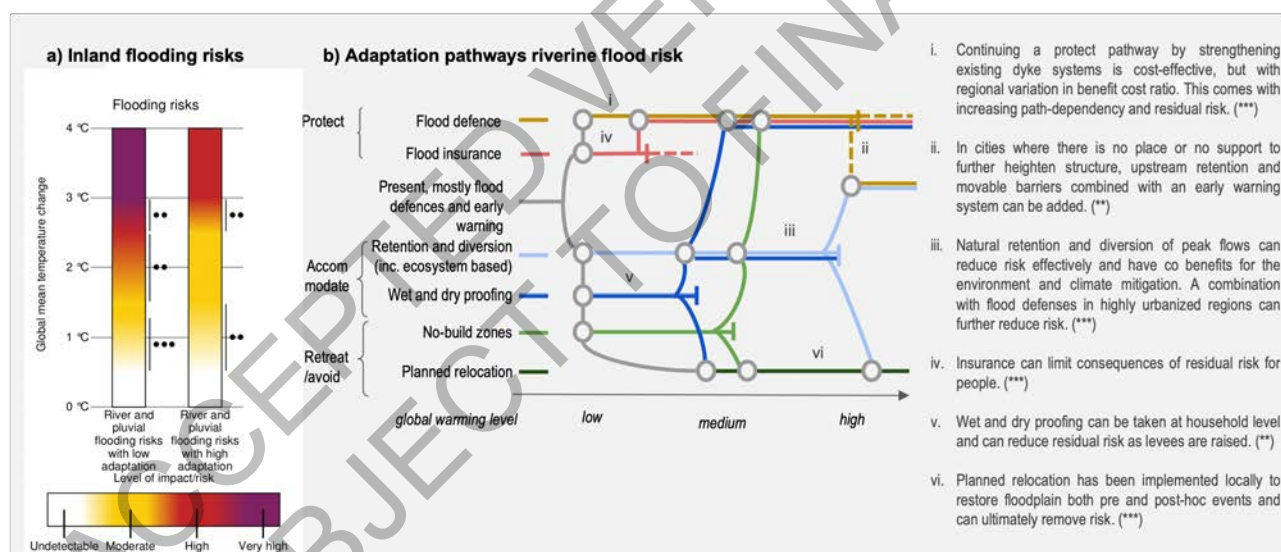 a) Inland flooding risks
Flooding risks
4 ºC
3 ºC
2 ºC
1 ºC
0 ºC
Global mean temperature change
River and
pluvial
flooding risks
with low
adaptation
River and
pluvial
flooding risks
with high
adaptation
Level of impact/risk
Undetectable Moderate High Very high
b) Adaptation pathways riverine flood risk
Protect
Flood defence
Flood insurance
Present, mostly flood
defences and early
warning
Accom
modate
Retention and diversion
(inc. ecosystem based)
Wet and dry proofing
Retreat
/avoid
No-build zones
Planned relocation
i
iv
ii
iii
v
vi
global warming level low medium high
i. Continuing a protect pathway by strengthening
existing dyke systems is cost-effective, but with
regional variation in benefit cost ratio. This comes with
increasing path-dependency and residual risk. (***)
ii. In cities where there is no place or no support to
further heighten structure, upstream retention and
movable barriers combined with an early warning
system can be added. (**)
iii. Natural retention and diversion of peak flows can
reduce risk effectively and have co benefits for the
environment and climate mitigation. A combination
with flood defenses in highly urbanized regions can
further reduce risk. (***)
iv. Insurance can limit consequences of residual risk for
people. (***)
v. Wet and dry proofing can be taken at household level
and can reduce residual risk as levees are raised. (**)
vi. Planned relocation has been implemented locally to
restore floodplain both pre and post-hoc events and
can ultimately remove risk. (***)
ACCEPTED VE
BJECT TO FINA